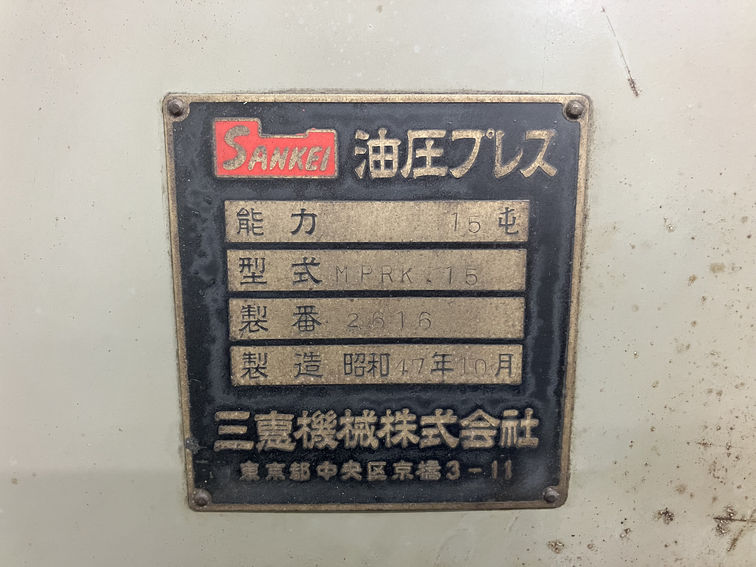 SANKEI 油圧プレス
能力 15屯
型式 MPRK.15
製番 2616
製造 昭和47年10月
三恵機械株式会社
東京都中央区京橋3-11